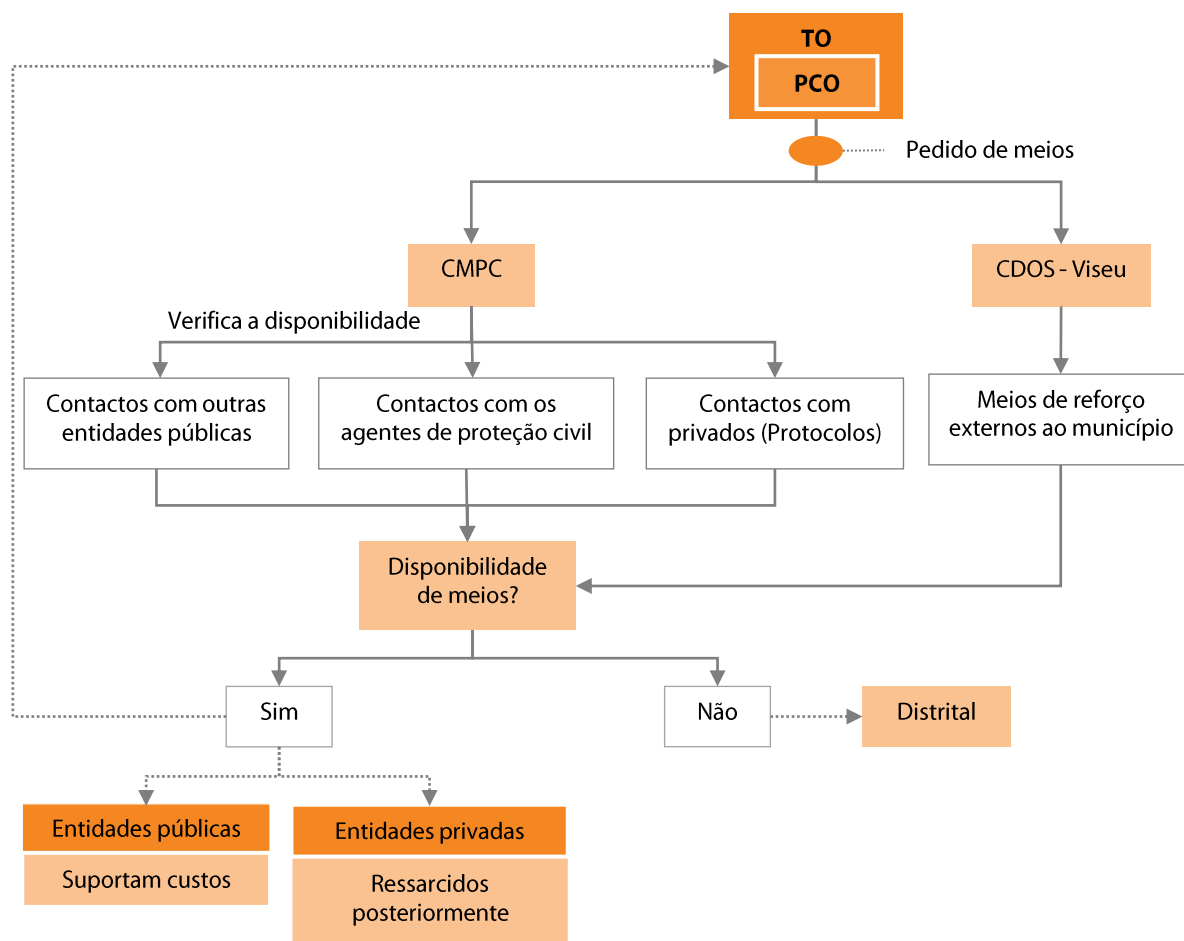 TO
PCO
Pedido de meios
CMPC
CDOS - Viseu
Verifica a disponibilidade
Contactos com outras
entidades públicas
Contactos com os
agentes de proteção civil
Contactos com
privados (Protocolos)
Meios de reforço
externos ao município
Disponibilidade
de meios?
Sim
Não
Distrital
Entidades públicas
Suportam custos
Entidades privadas
Ressarcidos
posteriormente